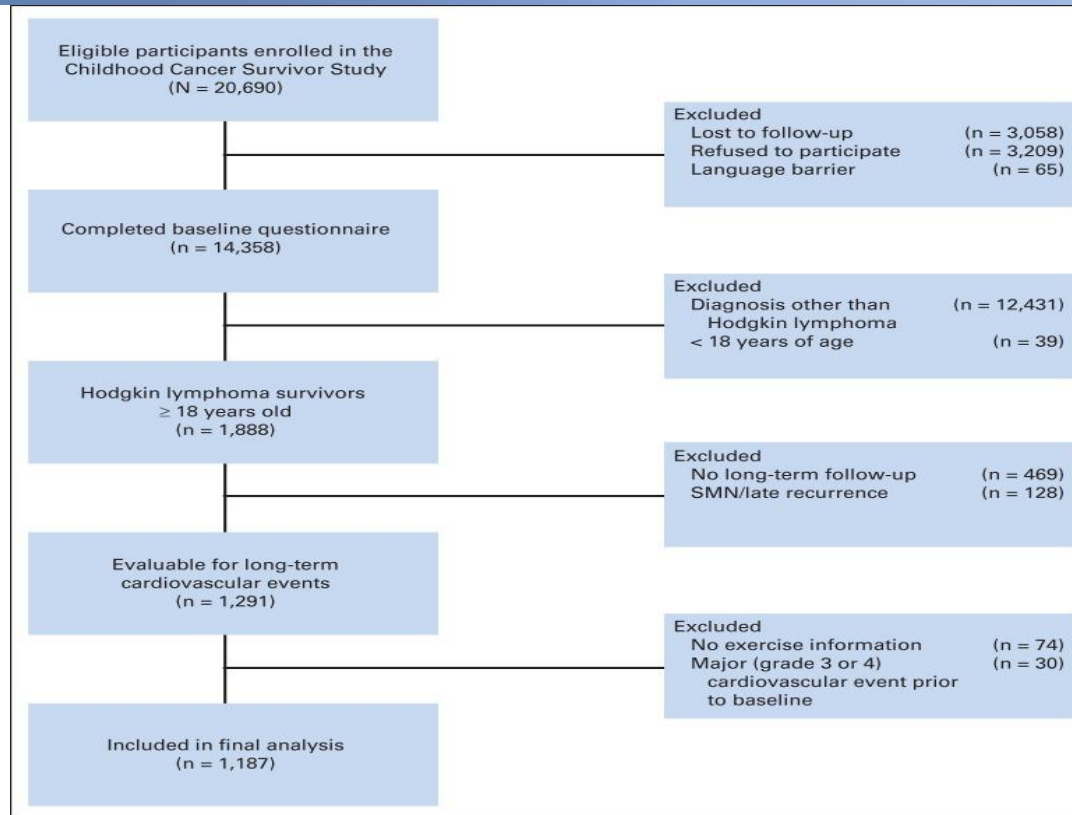 Eligible participants enrolled in the
Childhood Cancer Survivor Study
(N = 20,690)
Excluded
Lost to follow-up (n = 3,058)
Refused to participate (n = 3,209)
Language barrier (n = 65)
Completed baseline questionnaire
(n = 14,358)
Excluded
Diagnosis other than (n = 12,431)
Hodgkin lymphoma
< 18 years of age (n = 39)
Hodgkin lymphoma survivors
≥ 18 years old
(n = 1,888)
Excluded
No long-term follow-up (n = 469)
SMN/late recurrence (n = 128)
Evaluable for long-term
cardiovascular events
(n = 1,291)
Excluded
No exercise information (n = 74)
Major (grade 3 or 4) (n = 30)
cardiovascular event prior
to baseline
Included in final analysis
(n = 1,187)